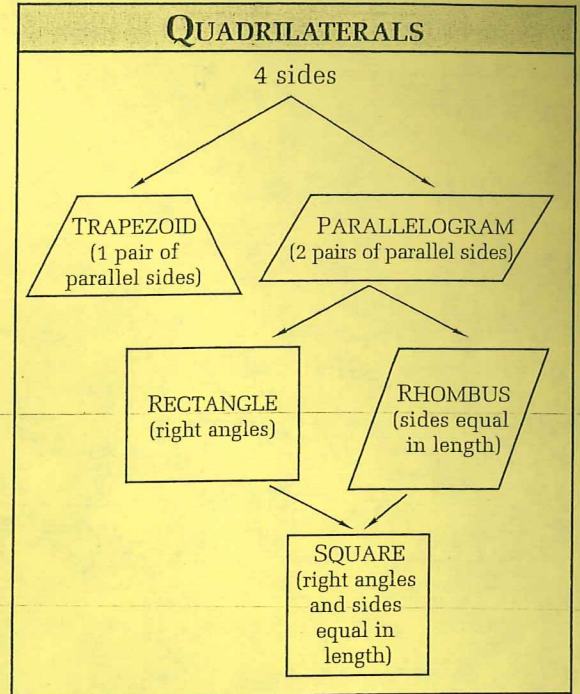 QUADRILATERALS
4 sides
TRAPEZOID
(1 pair of
parallel sides)
PARALLELOGRAM
(2 pairs of parallel sides)
RECTANGLE
(right angles)
RHOMBUS
(sides equal
in length)
SQUARE
(right angles
and sides
equal in
length)